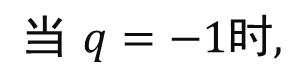 当 q = −1时,